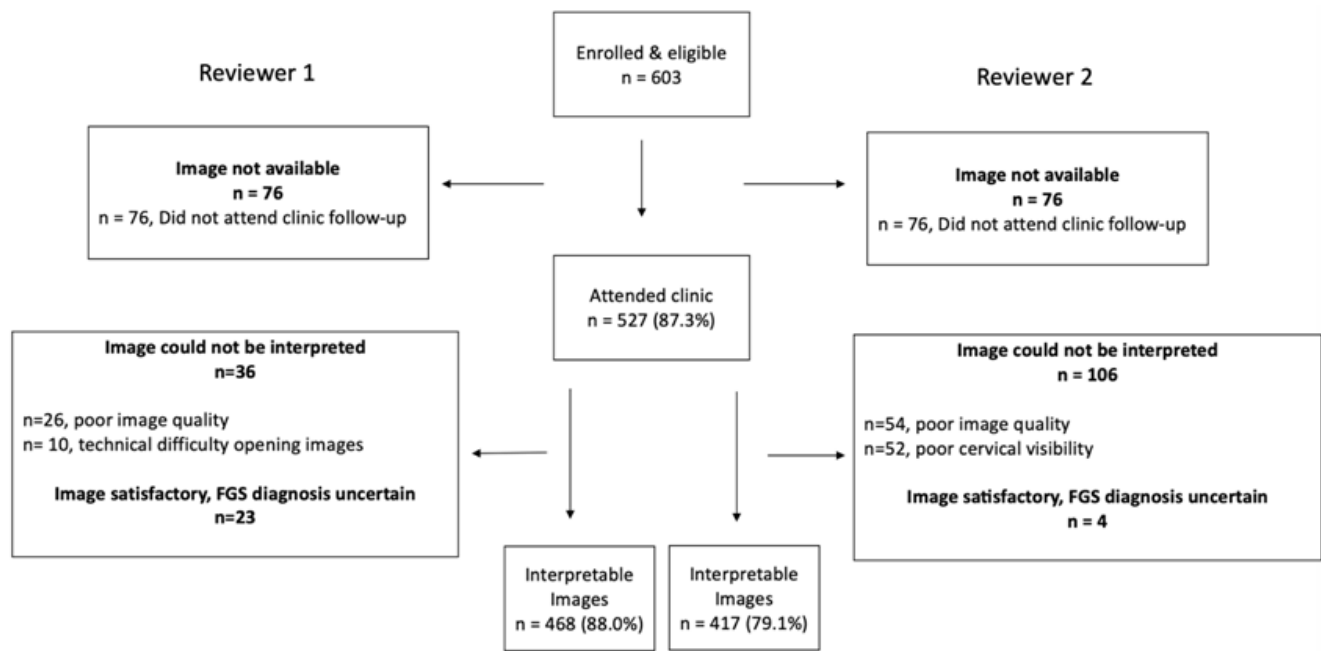 Enrolled & eligible
n = 603
Reviewer 1
Reviewer 2
Image not available
n = 76
n = 76, Did not attend clinic follow-up
Image not available
n = 76
n = 76, Did not attend clinic follow-up
Attended clinic
n = 527 (87.3%)
Image could not be interpreted
n=36
n=26, poor image quality
n= 10, technical difficulty opening images
Image satisfactory, FGS diagnosis uncertain
n=23
Image could not be interpreted
n = 106
n=54, poor image quality
n=52, poor cervical visibility
Image satisfactory, FGS diagnosis uncertain
n = 4
Interpretable
Images
n = 468 (88.0%)
Interpretable
Images
n = 417 (79.1%)